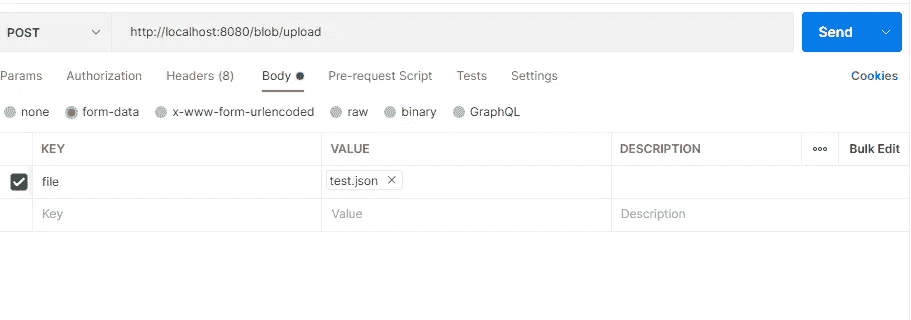 POST http://localhost:8080/blob/upload Send
Params Authorization Headers (8) Body Pre-request Script Tests Settings Cookies
none form-data x-www-form-urlencoded raw binary GraphQL
KEY VALUE DESCRIPTION ooo Bulk Edit
file test.json ×
Key Value Description